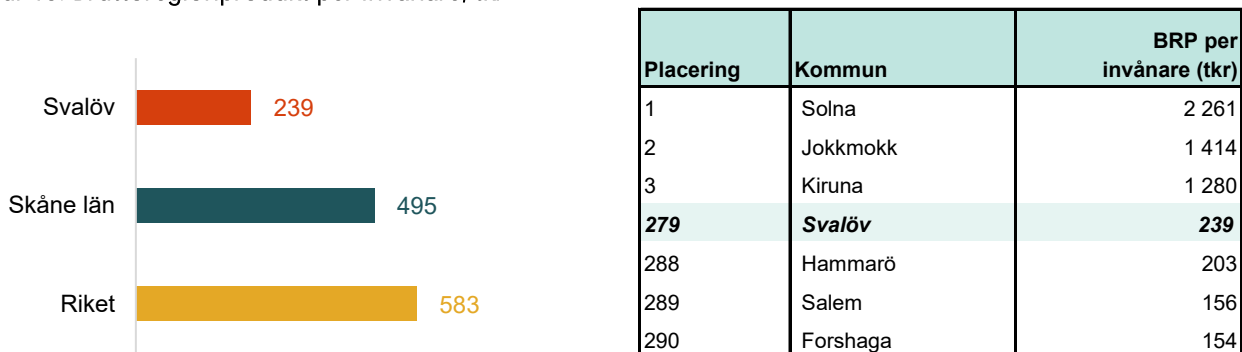 Svalöv 239
Skåne län 495
Riket 583
Placering Kommun BRP per invånare (tkr)
1 Solna 2 261
2 Jokkmokk 1 414
3 Kiruna 1 280
279 Svalöv 239
288 Hammarö 203
289 Salem 156
290 Forshaga 154